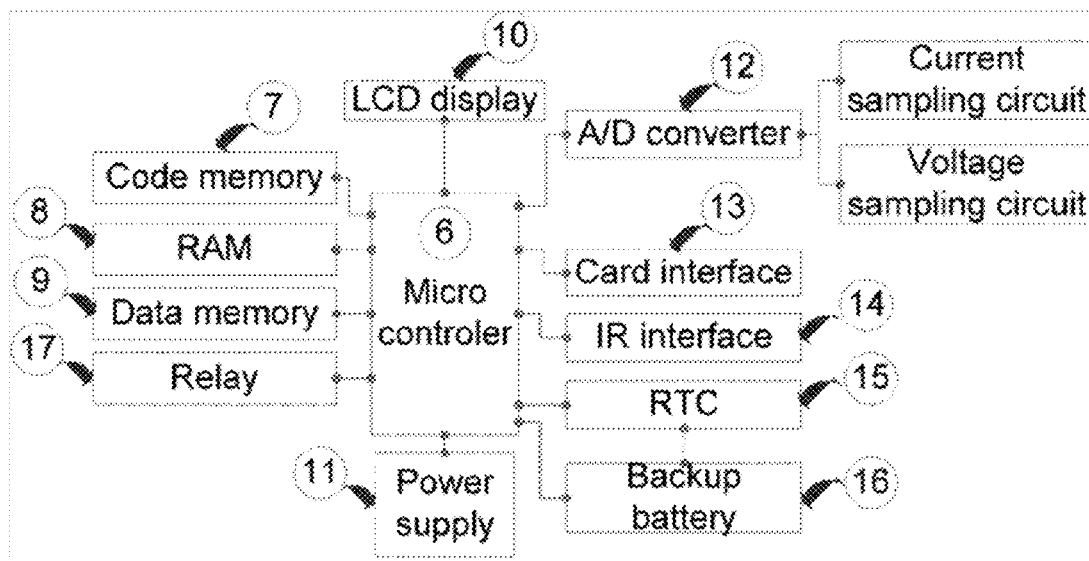 10
LCD display
12
A/D converter
Current
sampling circuit
Voltage
sampling circuit
7
Code memory
8
RAM
9
Data memory
17
Relay
6
Micro
controler
13
Card interface
14
IR interface
15
RTC
11
Power
supply
16
Backup
battery